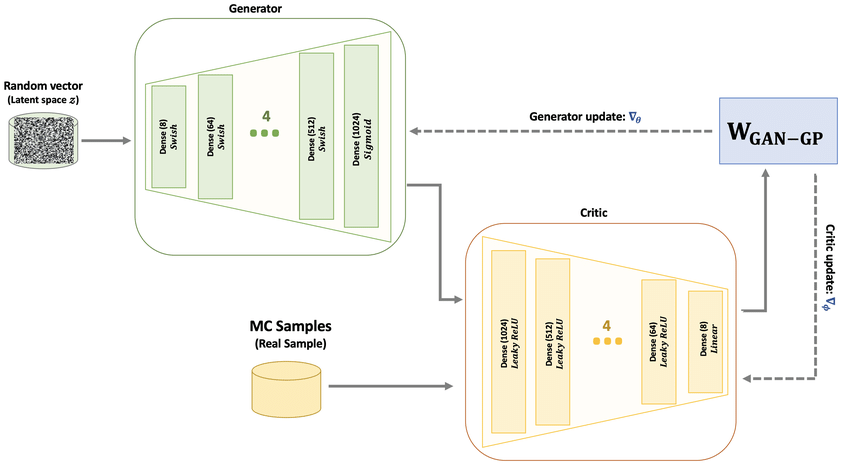 Generator
Random vector
(Latent space z)
Dense (8)
Swish
Dense (64)
Swish
4
Dense (512)
Swish
Dense (1024)
Sigmoid
Generator update: ∇θ
W GAN−GP
Critic update: ∇ϕ
Critic
MC Samples
(Real Sample)
Dense (1024)
Leaky ReLU
Dense (512)
Leaky ReLU
4
Dense (64)
Leaky ReLU
Dense (8)
Linear